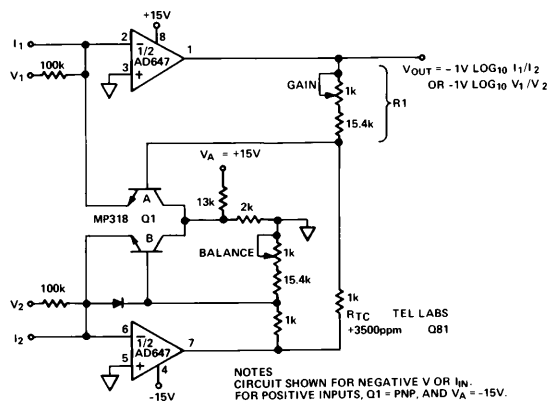 +15V
I1
2
8
1/2
AD647
1
3
100k
V1
VOUT = -1V LOG10 I1/I2
OR -1V LOG10 V1/V2
GAIN
1k
R1
15.4k
VA = +15V
A
13k
2k
MP318 Q1
B
BALANCE
1k
15.4k
100k
V2
1k
1k
RTC
TEL LABS
+3500ppm
Q81
I2
6
1/2
AD647
7
5
4
-15V
NOTES
CIRCUIT SHOWN FOR NEGATIVE V OR IIN.
FOR POSITIVE INPUTS, Q1 = PNP, AND VA = -15V.